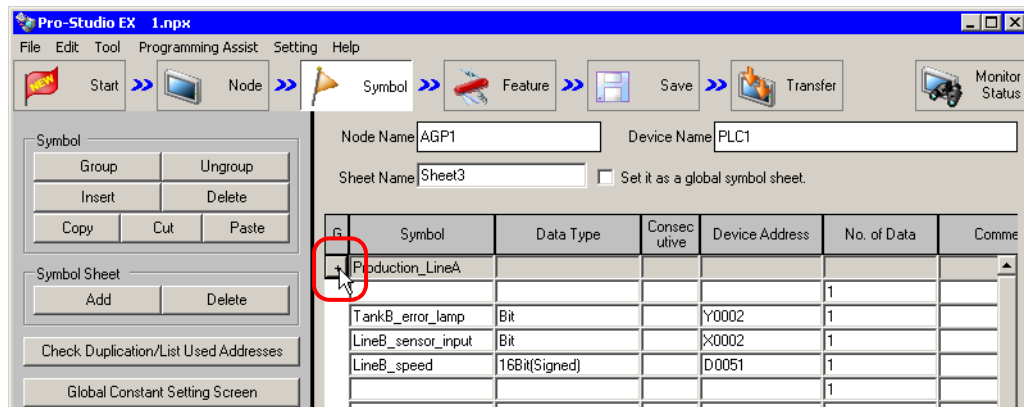 Pro-Studio EX 1.npx
File Edit Tool Programming Assist Setting Help
NEW Start Node Symbol Feature Save Transfer Monitor Status
Node Name AGP1 Device Name PLC1
Sheet Name Sheet3 Set it as a global symbol sheet.
Symbol
Group Ungroup
Insert Delete
Copy Cut Paste
Symbol Sheet
Add Delete
Check Duplication/List Used Addresses
Global Constant Setting Screen
G Symbol Data Type Consecutive Device Address No. of Data Comme
+ Production_LineA
1
TankB_error_lamp Bit Y0002 1
LineB_sensor_input Bit X0002 1
LineB_speed 16Bit(Signed) D0051 1
1